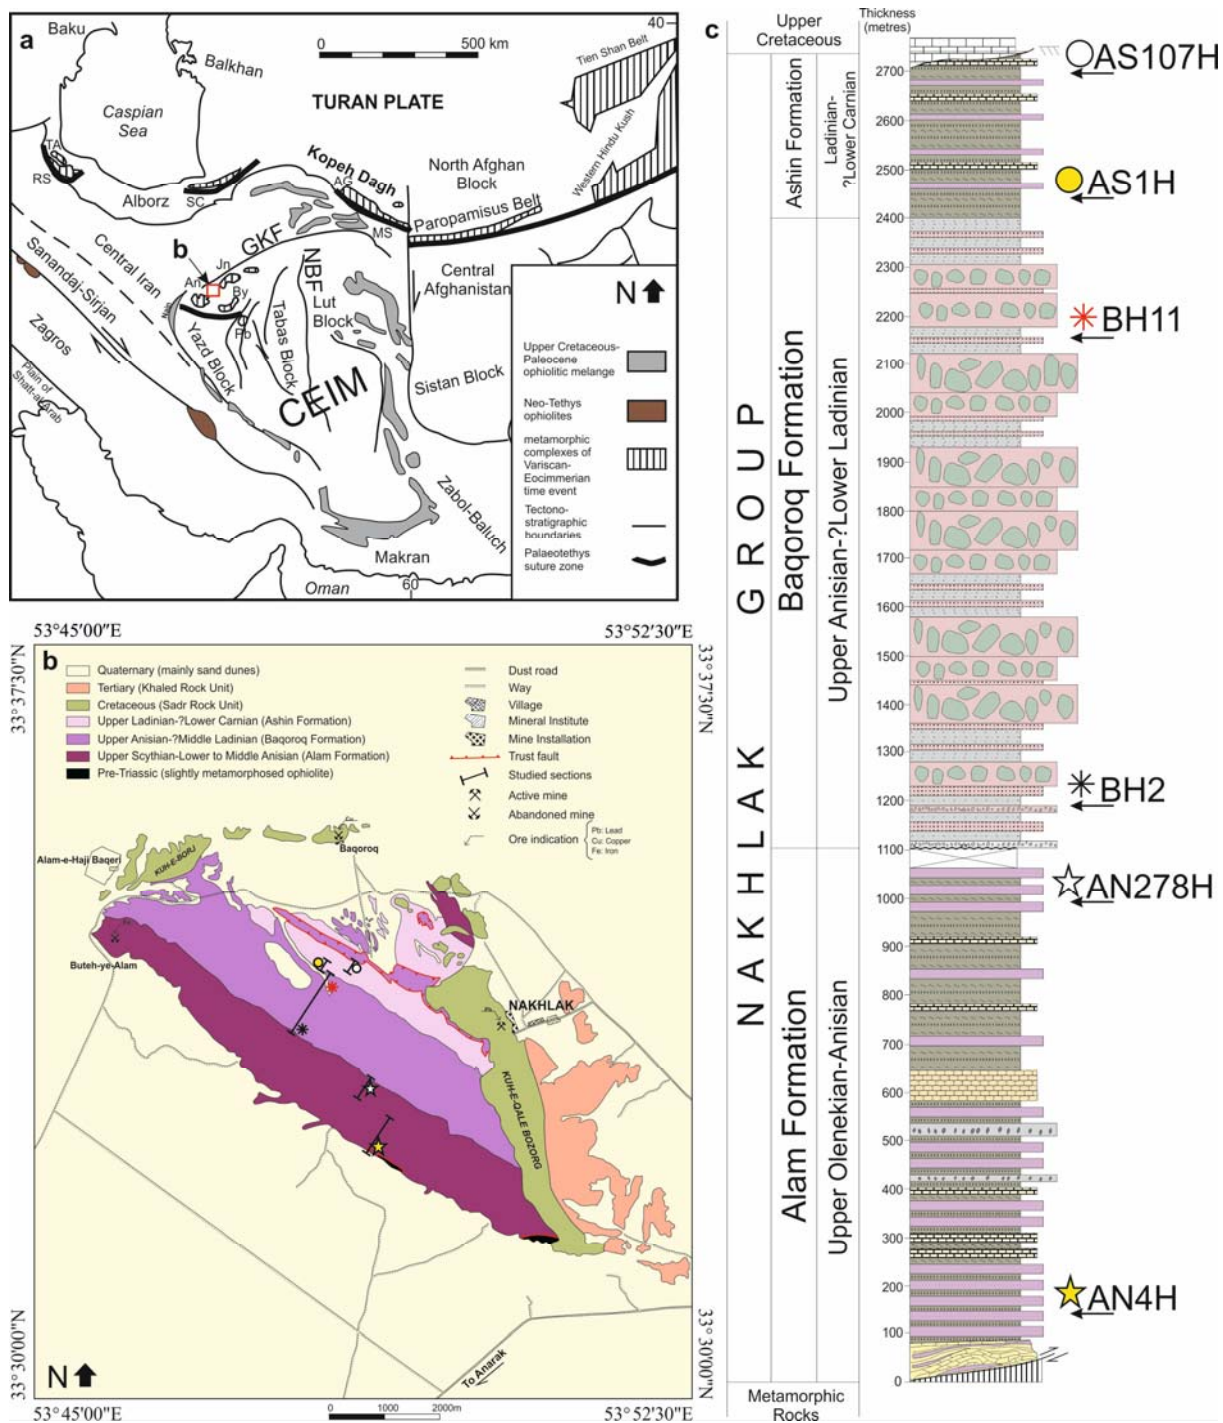 a
Baku
Balkhan
Caspian
Sea
0 500 km
40
TURAN PLATE
Tien Shan Belt
Western Hindu Kush
TA
RS
Alborz
SC
Kopeh Dagh
AG
MS
North Afghan
Block
Paropamisus Belt
GKF
NBF
b
Jn
An
By
Pb
Nain
Central Iran
Sanandaj-Sirjan
Zagros
Plain of
Shatt-al Arab
Yazd Block
Tabas Block
Lut
Block
CEIM
Central
Afghanistan
Sistan Block
Zabol-Baluch
Makran
Oman
60
N
Upper Cretaceous-
Paleocene
ophiolitic melange
Neo-Tethys
ophiolites
metamorphic
complexes of
Variscan-
Eocimmerian
time event
Tectono-
stratigraphic
boundaries
Palaeotethys
suture zone
53°45'00"E 53°52'30"E
33°37'30"N
33°37'30"N
b
Quaternary (mainly sand dunes)
Tertiary (Khaled Rock Unit)
Cretaceous (Sadr Rock Unit)
Upper Ladinian-?Lower Carnian (Ashin Formation)
Upper Anisian-?Middle Ladinian (Baqoroq Formation)
Upper Scythian-Lower to Middle Anisian (Alam Formation)
Pre-Triassic (slightly metamorphosed ophiolite)
Dust road
Way
Village
Mineral Institute
Mine Installation
Trust fault
Studied sections
Active mine
Abandoned mine
Ore indication
Pb: Lead
Cu: Copper
Fe: Iron
Alam-e-Haji Baqeri
KUH-E-BORJ
Baqoroq
Buteh-ye-Alam
NAKHLAK
KUH-E-QALE BOZORG
To Anarak
N
33°30'00"N
33°30'00"N
53°45'00"E 53°52'30"E
0 1000 2000m
c
Upper
Cretaceous
Thickness
(metres)
NAKHLAK GROUP
Ashin Formation
Ladinian-
?Lower Carnian
Baqoroq Formation
Upper Anisian-?Lower Ladinian
Alam Formation
Upper Olenekian-Anisian
Metamorphic
Rocks
2700
2600
2500
2400
2300
2200
2100
2000
1900
1800
1700
1600
1500
1400
1300
1200
1100
1000
900
800
700
600
500
400
300
200
100
0
AS107H
AS1H
BH11
BH2
AN278H
AN4H